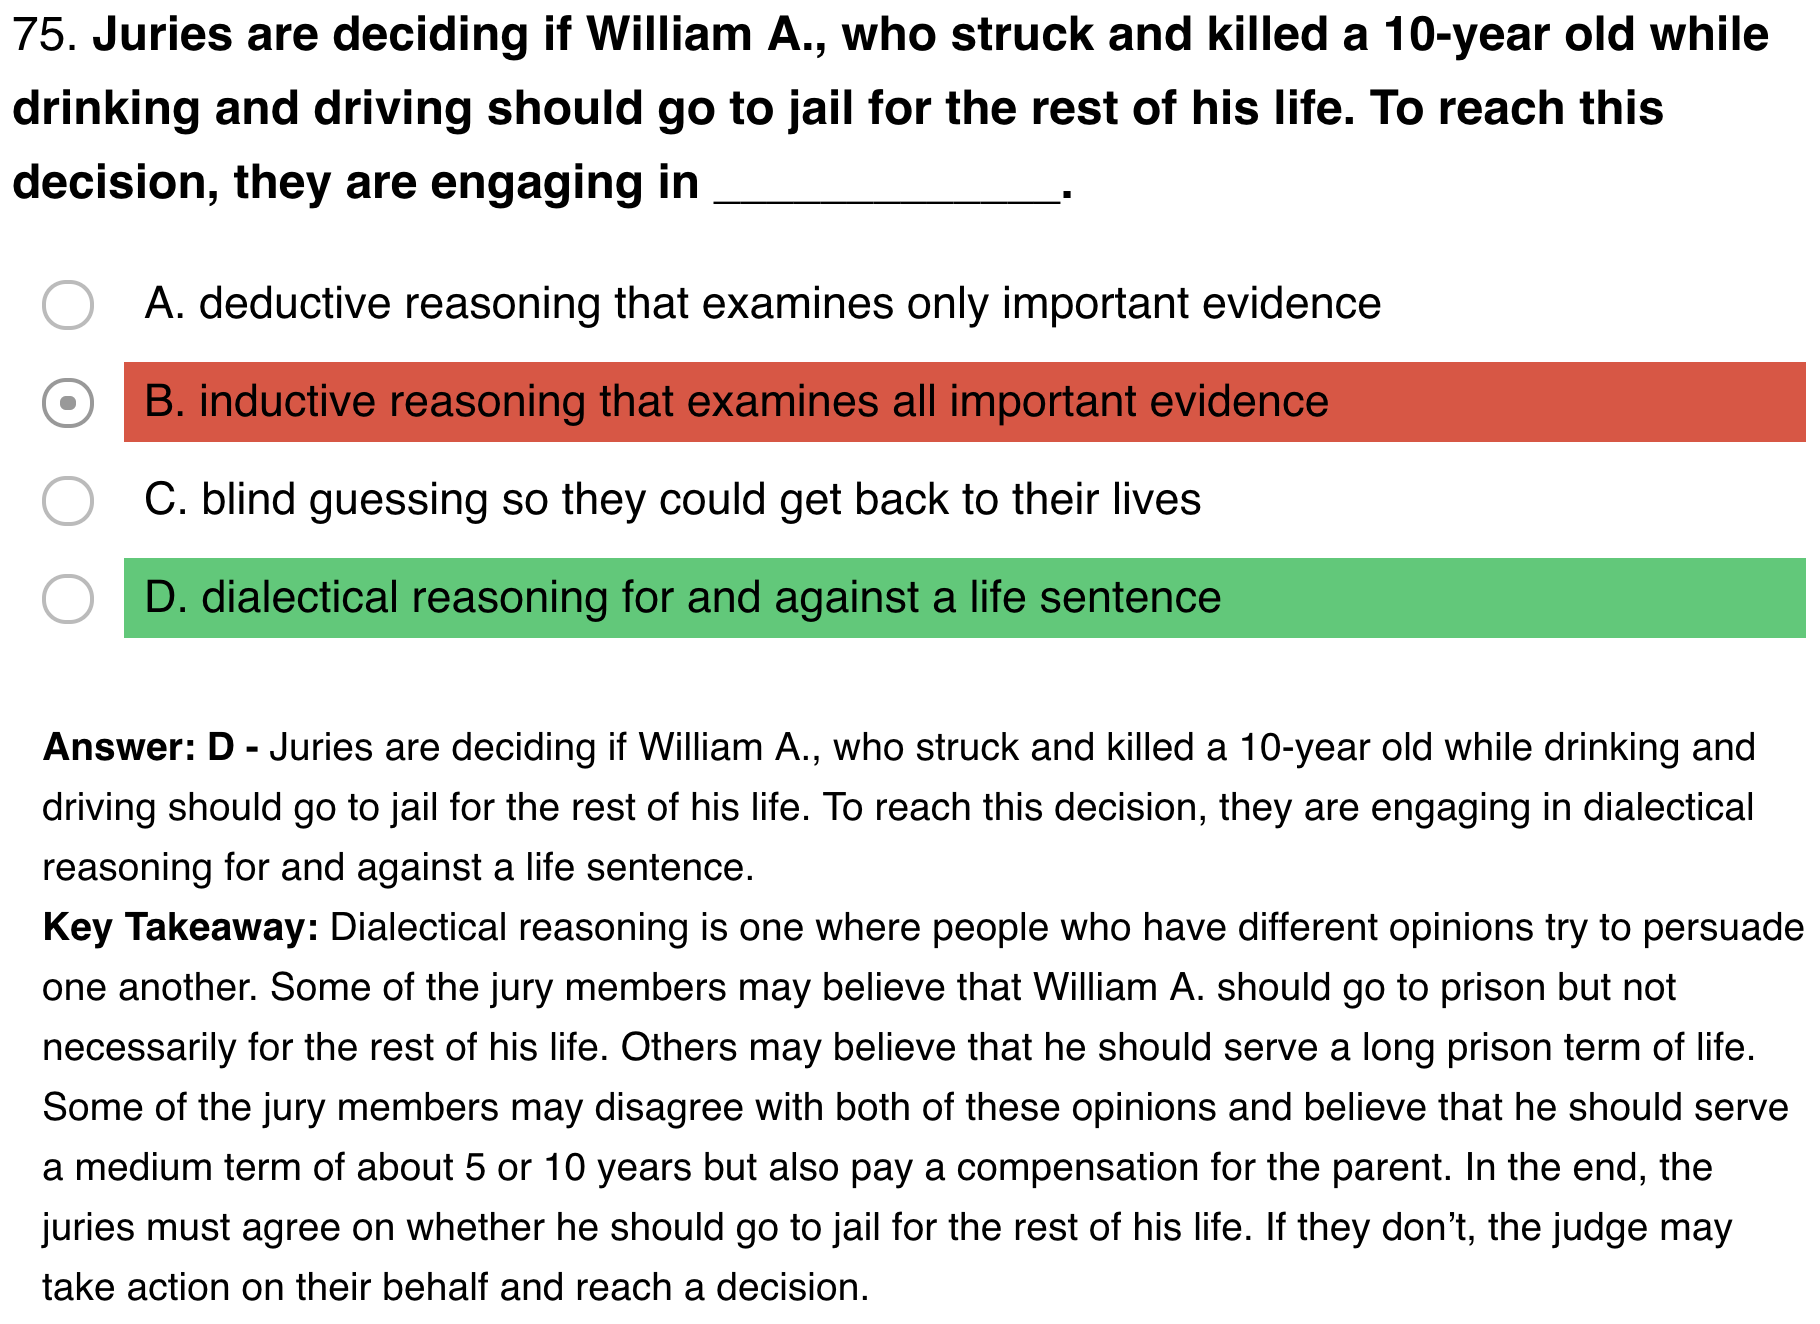 75. Juries are deciding if William A., who struck and killed a 10-year old while
drinking and driving should go to jail for the rest of his life. To reach this
decision, they are engaging in _____________.
A. deductive reasoning that examines only important evidence
B. inductive reasoning that examines all important evidence
C. blind guessing so they could get back to their lives
D. dialectical reasoning for and against a life sentence
Answer: D - Juries are deciding if William A., who struck and killed a 10-year old while drinking and
driving should go to jail for the rest of his life. To reach this decision, they are engaging in dialectical
reasoning for and against a life sentence.
Key Takeaway: Dialectical reasoning is one where people who have different opinions try to persuade
one another. Some of the jury members may believe that William A. should go to prison but not
necessarily for the rest of his life. Others may believe that he should serve a long prison term of life.
Some of the jury members may disagree with both of these opinions and believe that he should serve
a medium term of about 5 or 10 years but also pay a compensation for the parent. In the end, the
juries must agree on whether he should go to jail for the rest of his life. If they don’t, the judge may
take action on their behalf and reach a decision.